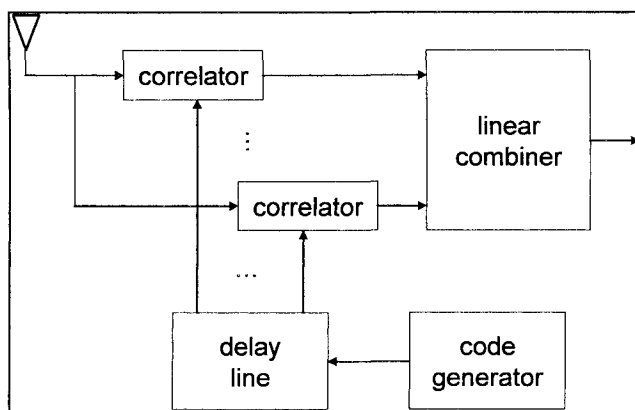 correlator
linear
combiner
⋮
correlator
...
delay
line
code
generator